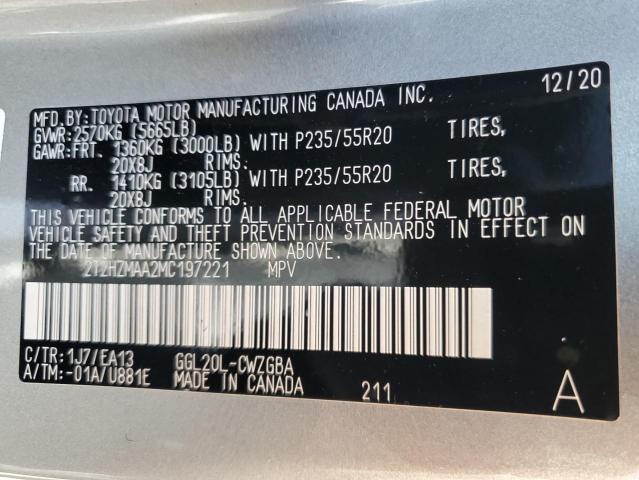 12/20
MFD.BY:TOYOTA MOTOR MANUFACTURING CANADA INC.
GVWR:2570KG (5665LB)
GAWR:FRT. 1360KG (3000LB) WITH P235/55R20 TIRES,
20X8J RIMS.
RR. 1410KG (3105LB) WITH P235/55R20 TIRES,
20X8J RIMS.
THIS VEHICLE CONFORMS TO ALL APPLICABLE FEDERAL MOTOR
VEHICLE SAFETY AND THEFT PREVENTION STANDARDS IN EFFECT ON
THE DATE OF MANUFACTURE SHOWN ABOVE.
2T2HZMAA2MC197221 MPV
C/TR:1J7/EA13 GGL20L-CWZGBA
A/TM:-01A/U881E MADE IN CANADA 211 A